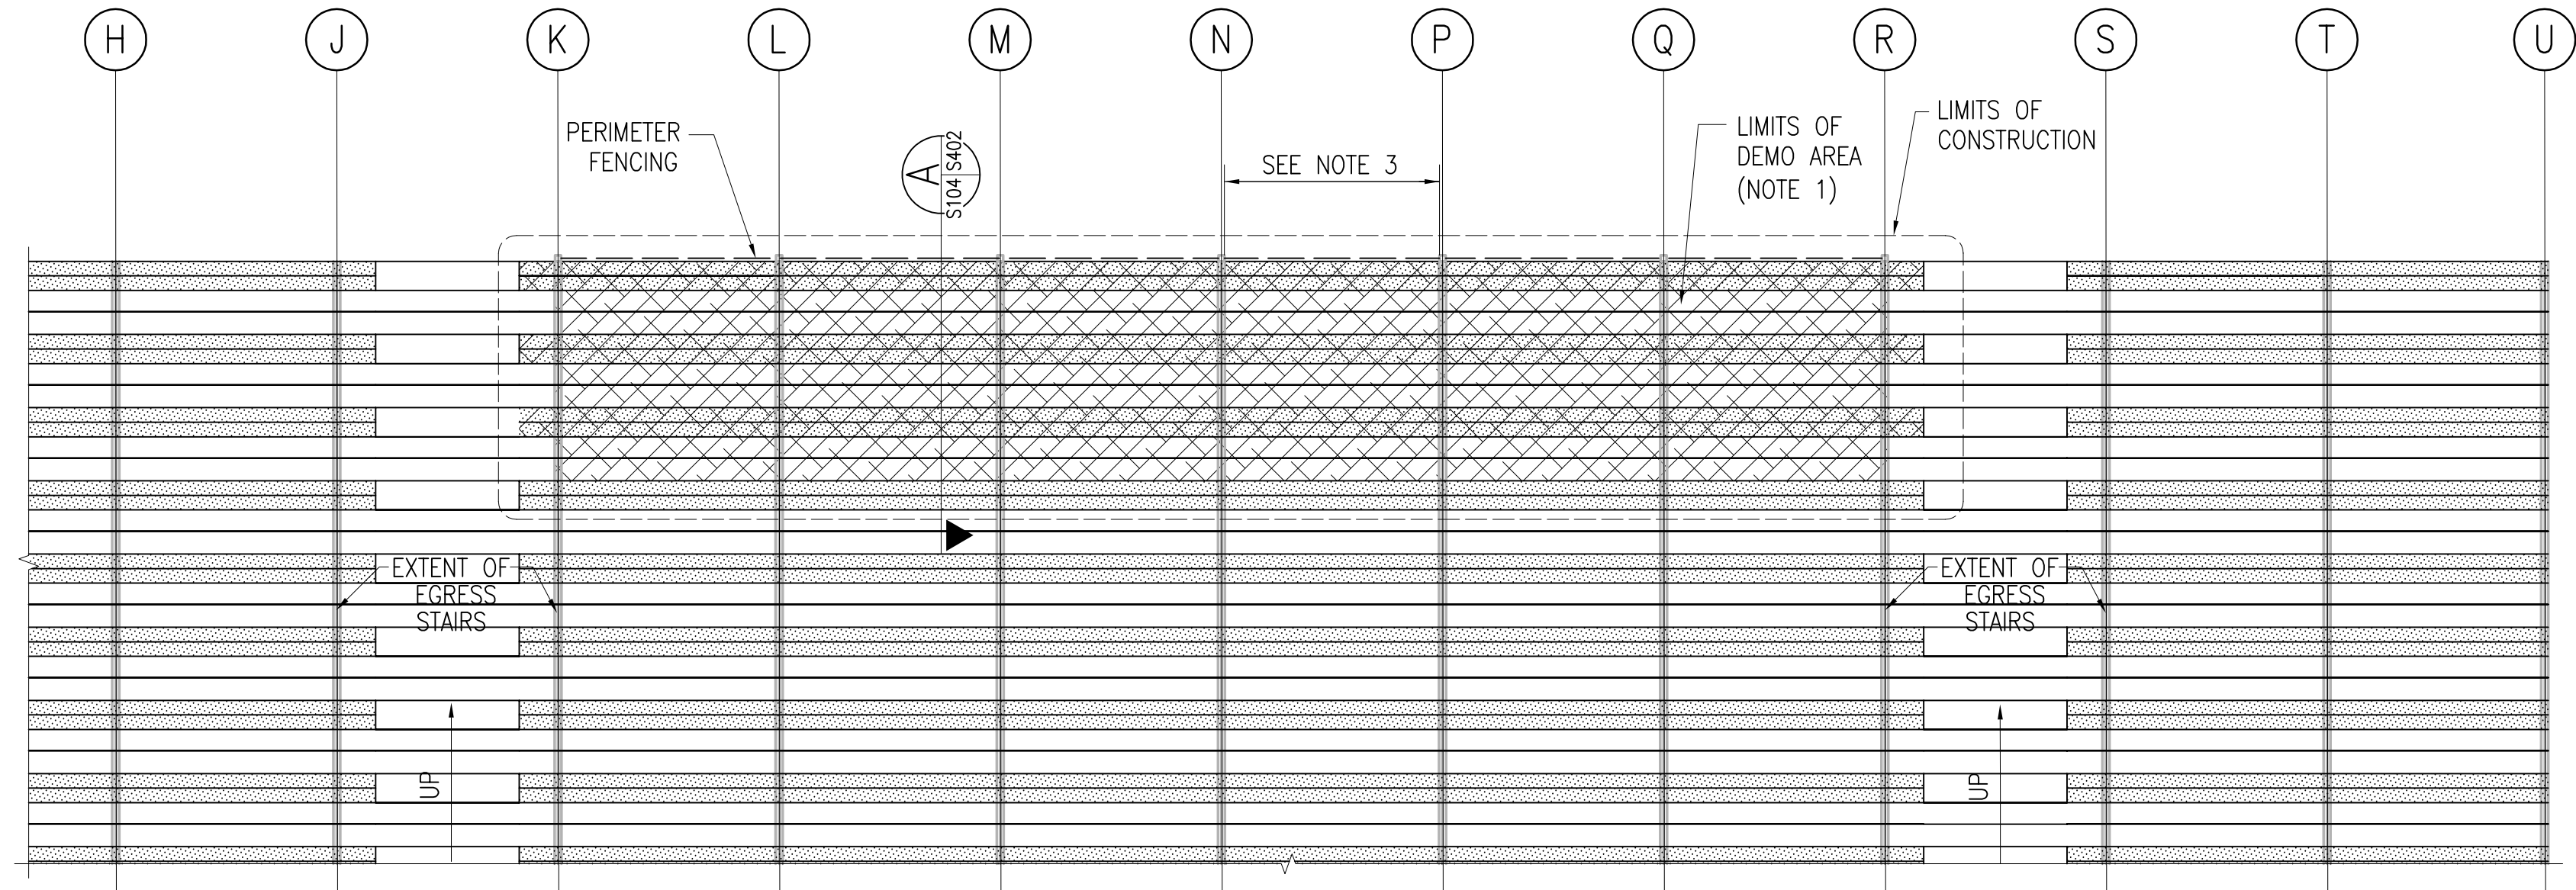 H J K L M N P Q R S T U
PERIMETER
FENCING
A
S104
S402
SEE NOTE 3
LIMITS OF
DEMO AREA
(NOTE 1)
LIMITS OF
CONSTRUCTION
EXTENT OF
EGRESS
STAIRS
EXTENT OF
EGRESS
STAIRS
UP
UP